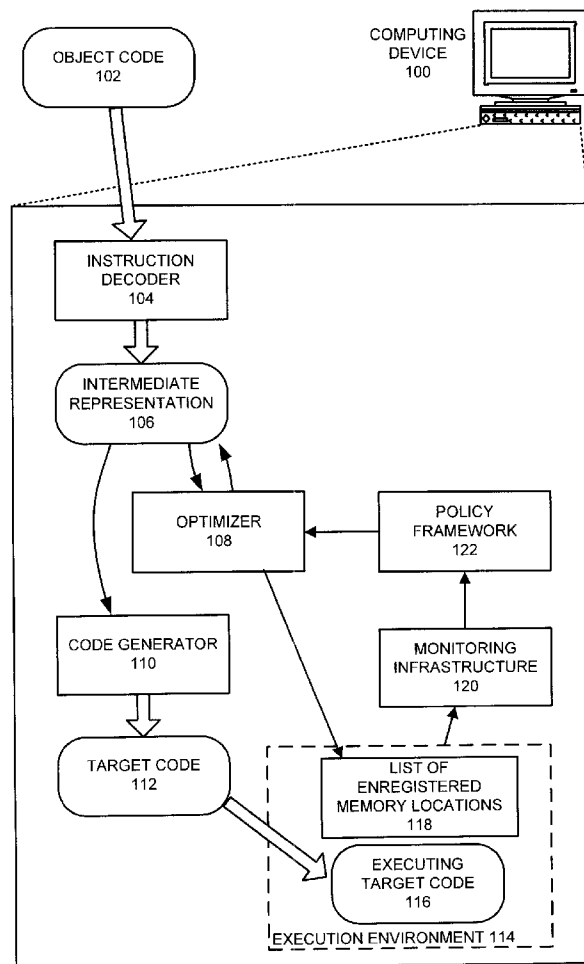 OBJECT CODE
102
COMPUTING
DEVICE
100
INSTRUCTION
DECODER
104
INTERMEDIATE
REPRESENTATION
106
OPTIMIZER
108
POLICY
FRAMEWORK
122
CODE GENERATOR
110
MONITORING
INFRASTRUCTURE
120
TARGET CODE
112
LIST OF
ENREGISTERED
MEMORY LOCATIONS
118
EXECUTING
TARGET CODE
116
EXECUTION ENVIRONMENT 114